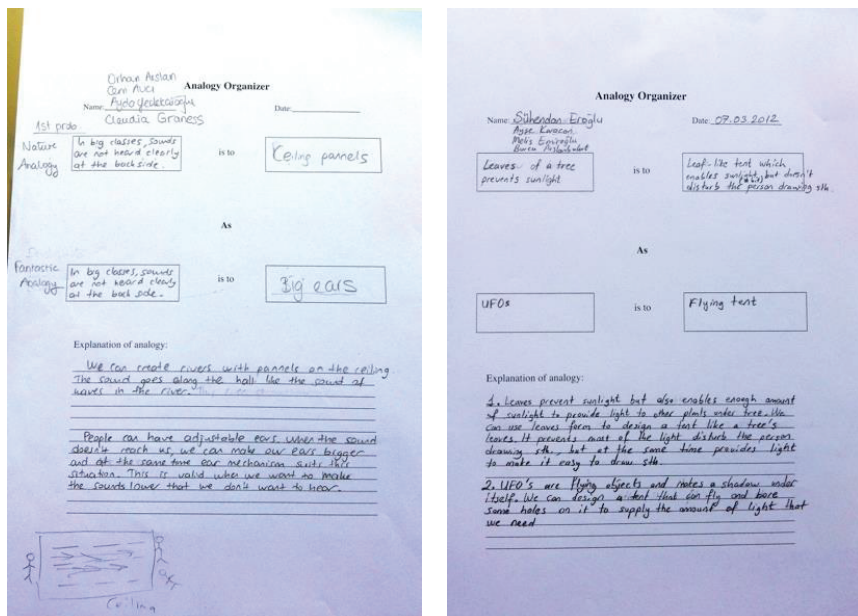 Orhan Arslan
Cem AUCI
Analogy Organizer
Name: Aydo
Date:
Claudia Graness
1st prob.
Nature
Analogy
In big classes, sounds
are not heard clearly
at the back side.
is to
Ceiling pannels
As
Fantastic
Analogy
In big classes, sounds
are not heard clearly
at the back side.
is to
Big ears
Explanation of analogy:
We can create rivers with pannels on the ceiling.
The sound goes along the hall like the sound of
waves in the river.
People can have adjustable ears. When the sound
doesn't reach us, we can make our ears bigger
and at the same time ear mechanism suits this
situation. This is valid when we want to make
the sounds lower that we don't want to hear.
Ceiling
Analogy Organizer
Name: Sühendan Eroğlu
Date: 07.03.2012
Ayşe Karacan
Melis
Leaves of a tree
prevents sunlight
is to
Leaf-like tent which
enables sunlight, but doesn't
disturb the person drawing sth.
As
UFOs
is to
Flying tent
Explanation of analogy:
1. Leaves prevent sunlight but also enables enough amount
of sunlight to provide light to other plants under tree. We
can use leaves form to design a tent like a tree's
leaves. It prevents most of the light disturb the person
drawing sth, but at the same time provides light
to make it easy to draw sth.
2. UFO's are flying objects and makes a shadow under
itself. We can design a tent that can fly and bore
some holes on it to supply the amount of light that
we need